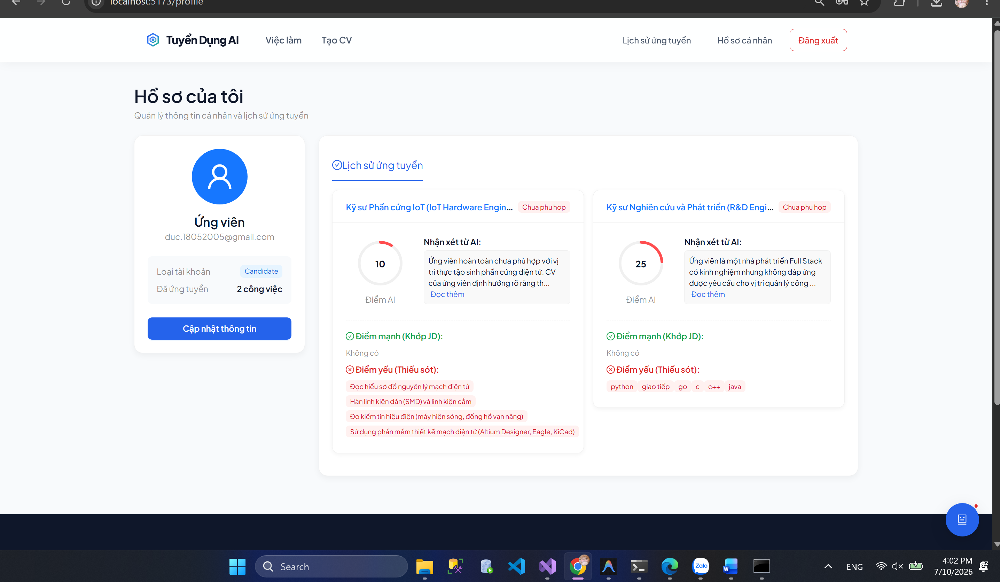 localhost:5173/profile
Tuyển Dụng AI
Việc làm
Tạo CV
Lịch sử ứng tuyển
Hồ sơ cá nhân
Đăng xuất
Hồ sơ của tôi
Quản lý thông tin cá nhân và lịch sử ứng tuyển
Ứng viên
duc.18052005@gmail.com
Loại tài khoản
Candidate
Đã ứng tuyển
2 công việc
Cập nhật thông tin
Lịch sử ứng tuyển
Kỹ sư Phần cứng IoT (IoT Hardware Engin...
Chua phu hop
10
Điểm AI
Nhận xét từ AI:
Ứng viên hoàn toàn chưa phù hợp với vị
trí thực tập sinh phần cứng điện tử. CV
của ứng viên định hướng rõ ràng th...
Đọc thêm
Điểm mạnh (Khớp JD):
Không có
Điểm yếu (Thiếu sót):
Đọc hiểu sơ đồ nguyên lý mạch điện tử
Hàn linh kiện dán (SMD) và linh kiện cắm
Đo kiểm tín hiệu điện (máy hiện sóng, đồng hồ vạn năng)
Sử dụng phần mềm thiết kế mạch điện tử (Altium Designer, Eagle, KiCad)
Kỹ sư Nghiên cứu và Phát triển (R&D Engi...
Chua phu hop
25
Điểm AI
Nhận xét từ AI:
Ứng viên là một nhà phát triển Full Stack
có kinh nghiệm nhưng không đáp ứng
được yêu cầu cho vị trí quản lý công ...
Đọc thêm
Điểm mạnh (Khớp JD):
Không có
Điểm yếu (Thiếu sót):
python giao tiếp go c c++ java
Search
Zalo
W
ENG
4:02 PM
7/10/2026